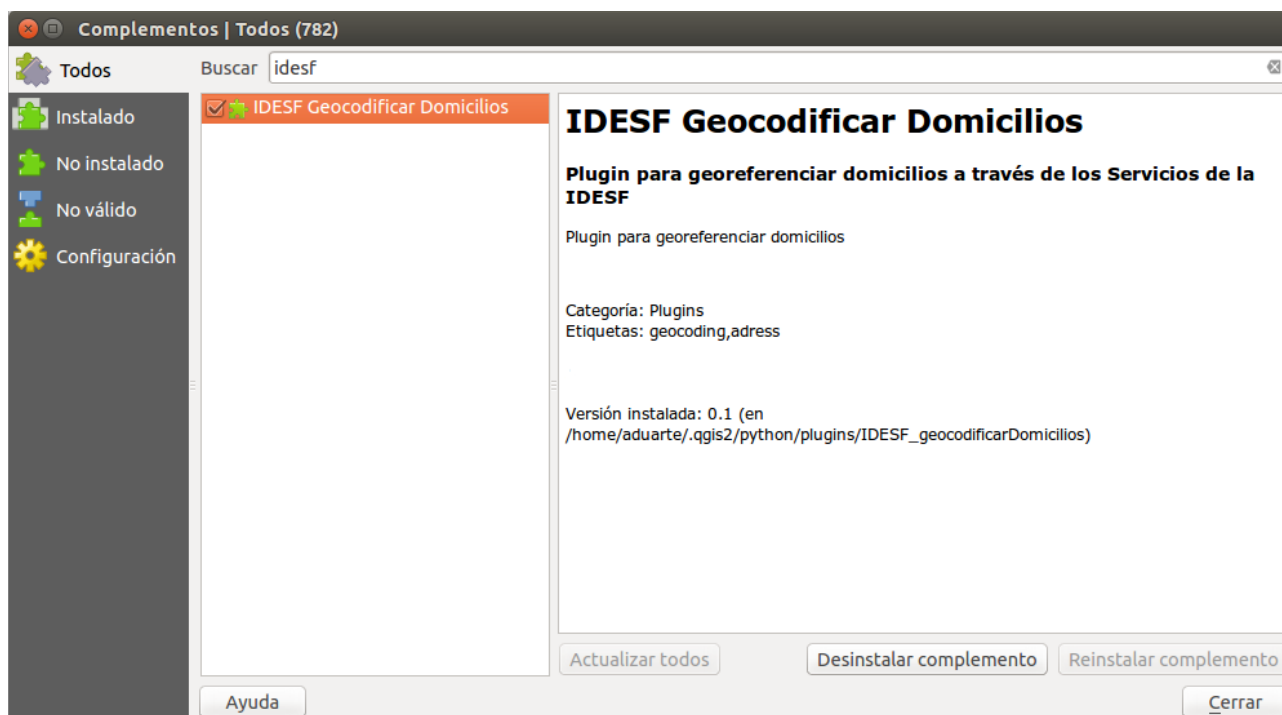 Complementos | Todos (782)
Todos
Instalado
No instalado
No válido
Configuración
Buscar idesf
IDESF Geocodificar Domicilios
IDESF Geocodificar Domicilios
Plugin para georeferenciar domicilios a través de los Servicios de la
IDESF
Plugin para georeferenciar domicilios
Categoría: Plugins
Etiquetas: geocoding,adress
Versión instalada: 0.1 (en
/home/aduarte/.qgis2/python/plugins/IDESF_geocodificarDomicilios)
Actualizar todos
Desinstalar complemento
Reinstalar complemento
Ayuda
Cerrar